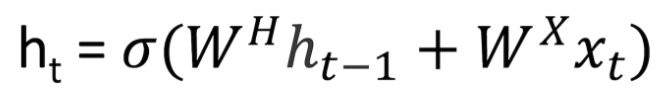 hₜ = σ(Wᴴhₜ₋₁ + Wˣxₜ)